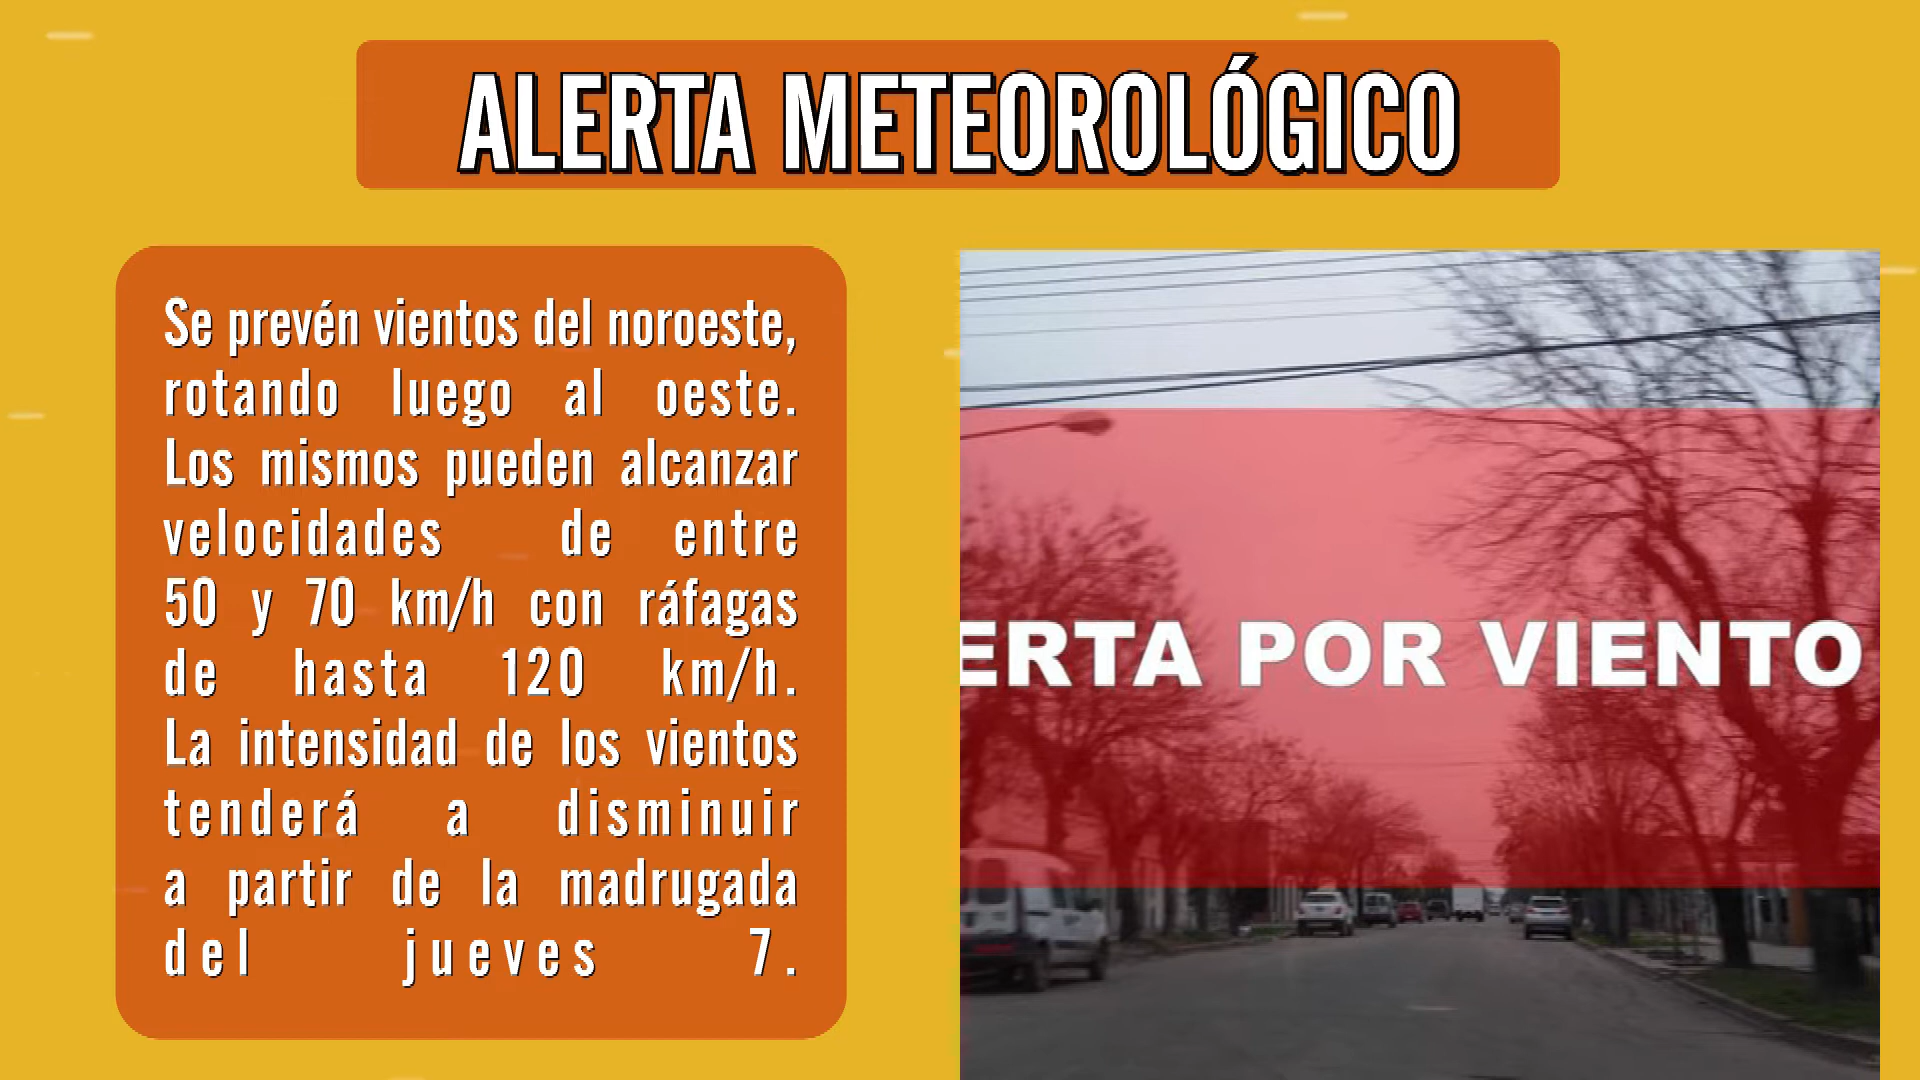 ALERTA METEOROLÓGICO
Se prevén vientos del noroeste,
rotando luego al oeste.
Los mismos pueden alcanzar
velocidades de entre
50 y 70 km/h con ráfagas
de hasta 120 km/h.
La intensidad de los vientos
tenderá a disminuir
a partir de la madrugada
del jueves 7.
ERTA POR VIENTO